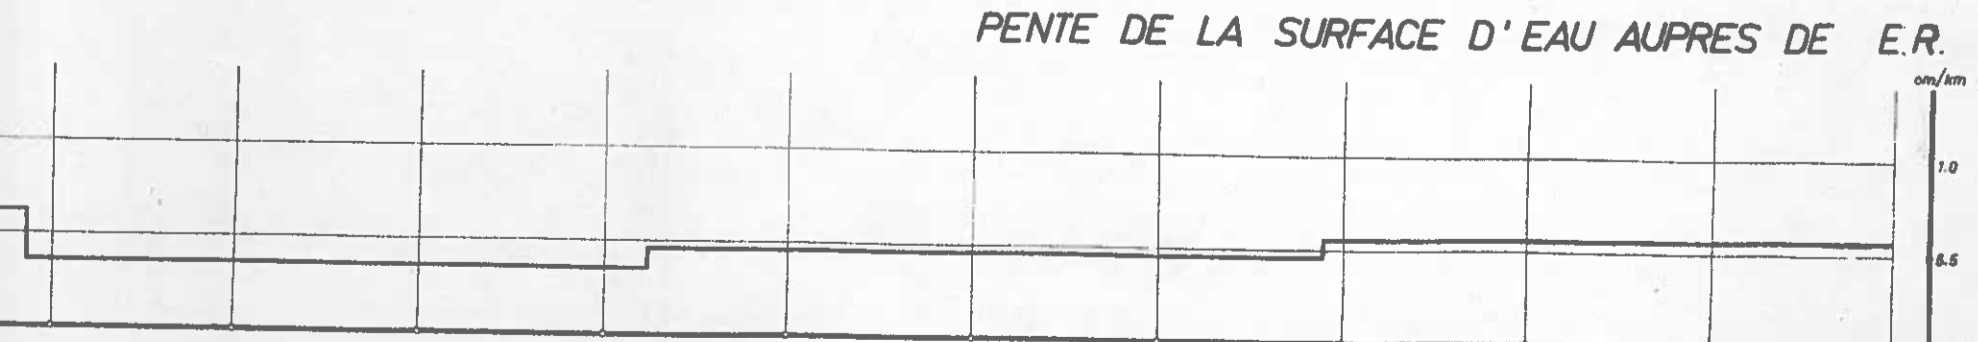 PENTE DE LA SURFACE D'EAU AUPRES DE E.R.
cm/km
1.0
0.5